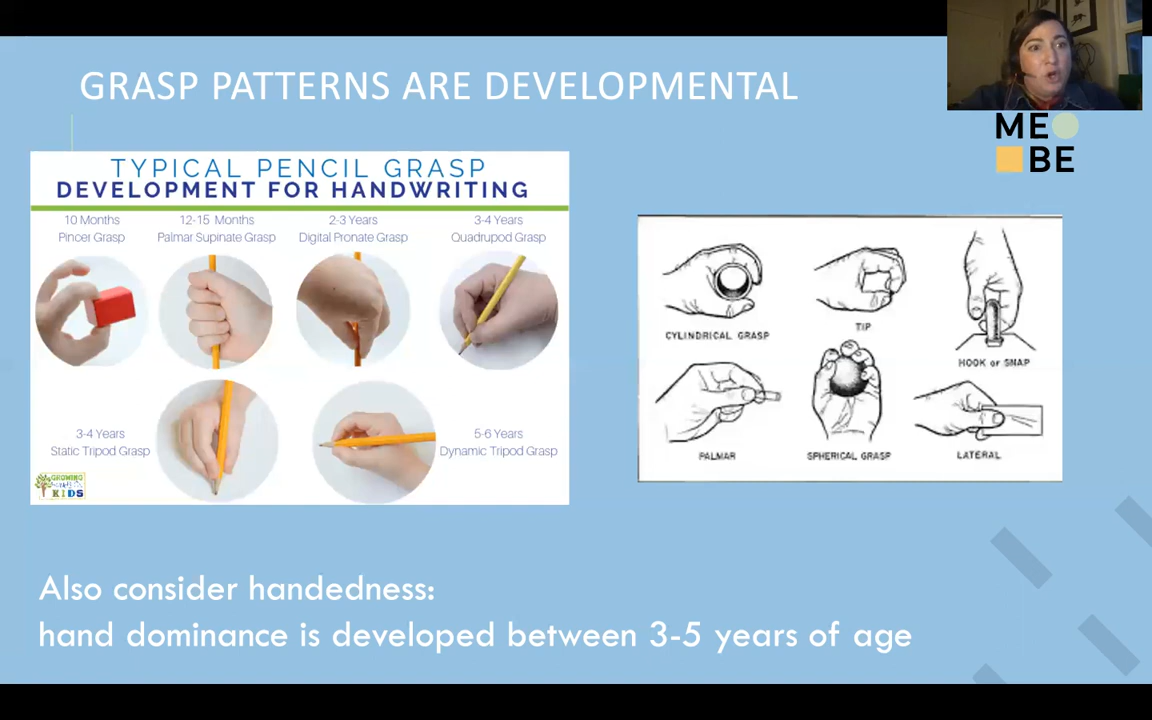 GRASP PATTERNS ARE DEVELOPMENTAL
ME
BE
TYPICAL PENCIL GRASP
DEVELOPMENT FOR HANDWRITING
10 Months
Pincer Grasp
12-15 Months
Palmar Supinate Grasp
2-3 Years
Digital Pronate Grasp
3-4 Years
Quadrupod Grasp
3-4 Years
Static Tripod Grasp
5-6 Years
Dynamic Tripod Grasp
GROWING
KIDS
CYLINDRICAL GRASP
TIP
HOOK or SNAP
PALMAR
SPHERICAL GRASP
LATERAL
Also consider handedness:
hand dominance is developed between 3-5 years of age